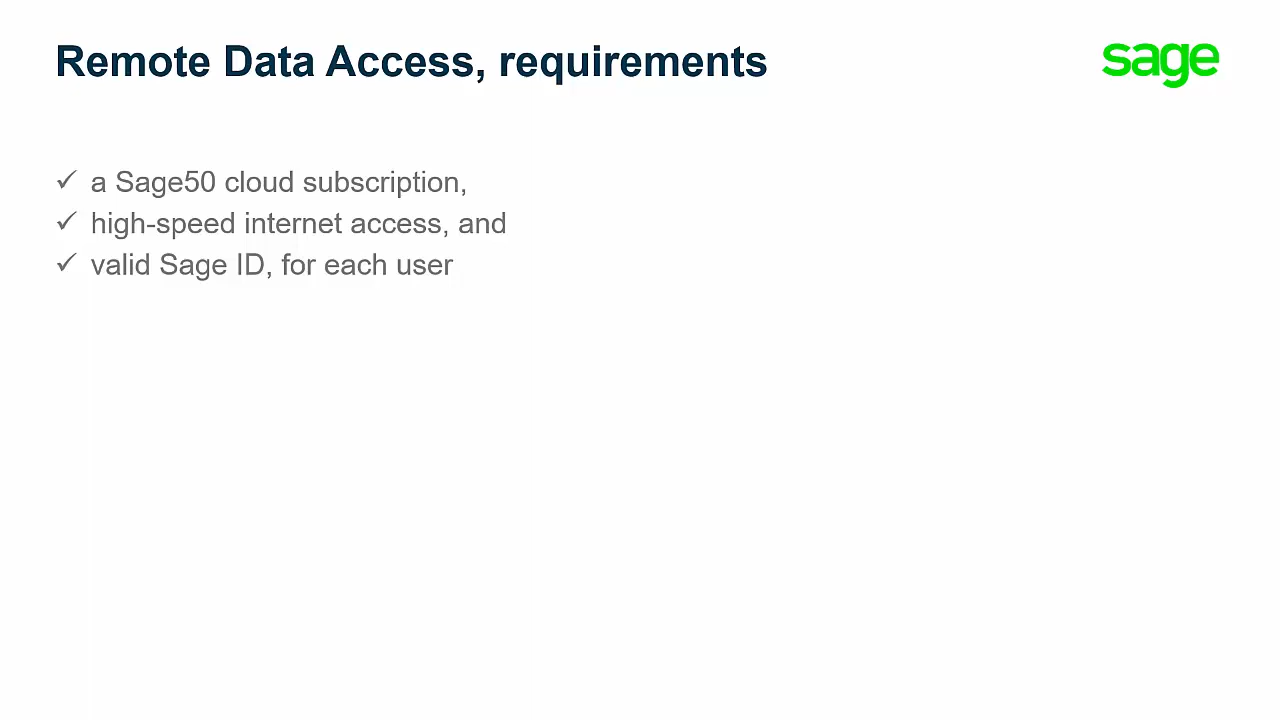 Remote Data Access, requirements
sage
✓ a Sage50 cloud subscription,
✓ high-speed internet access, and
✓ valid Sage ID, for each user